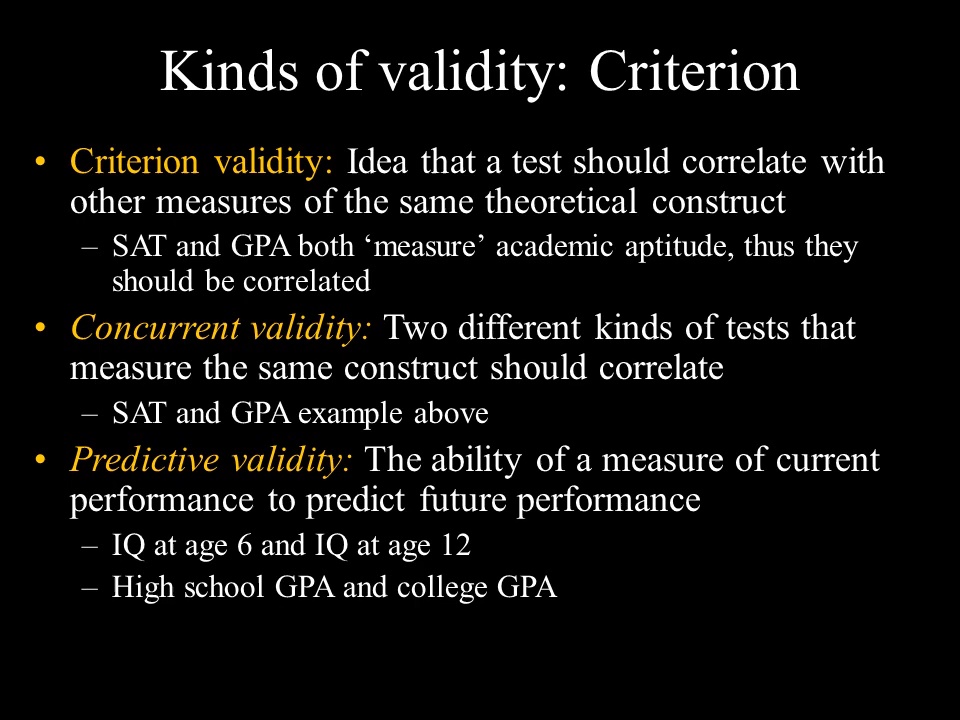 Kinds of validity: Criterion
• Criterion validity: Idea that a test should correlate with
other measures of the same theoretical construct
–SAT and GPA both ‘measure’ academic aptitude, thus they
should be correlated
• Concurrent validity: Two different kinds of tests that
measure the same construct should correlate
–SAT and GPA example above
• Predictive validity: The ability of a measure of current
performance to predict future performance
–IQ at age 6 and IQ at age 12
–High school GPA and college GPA